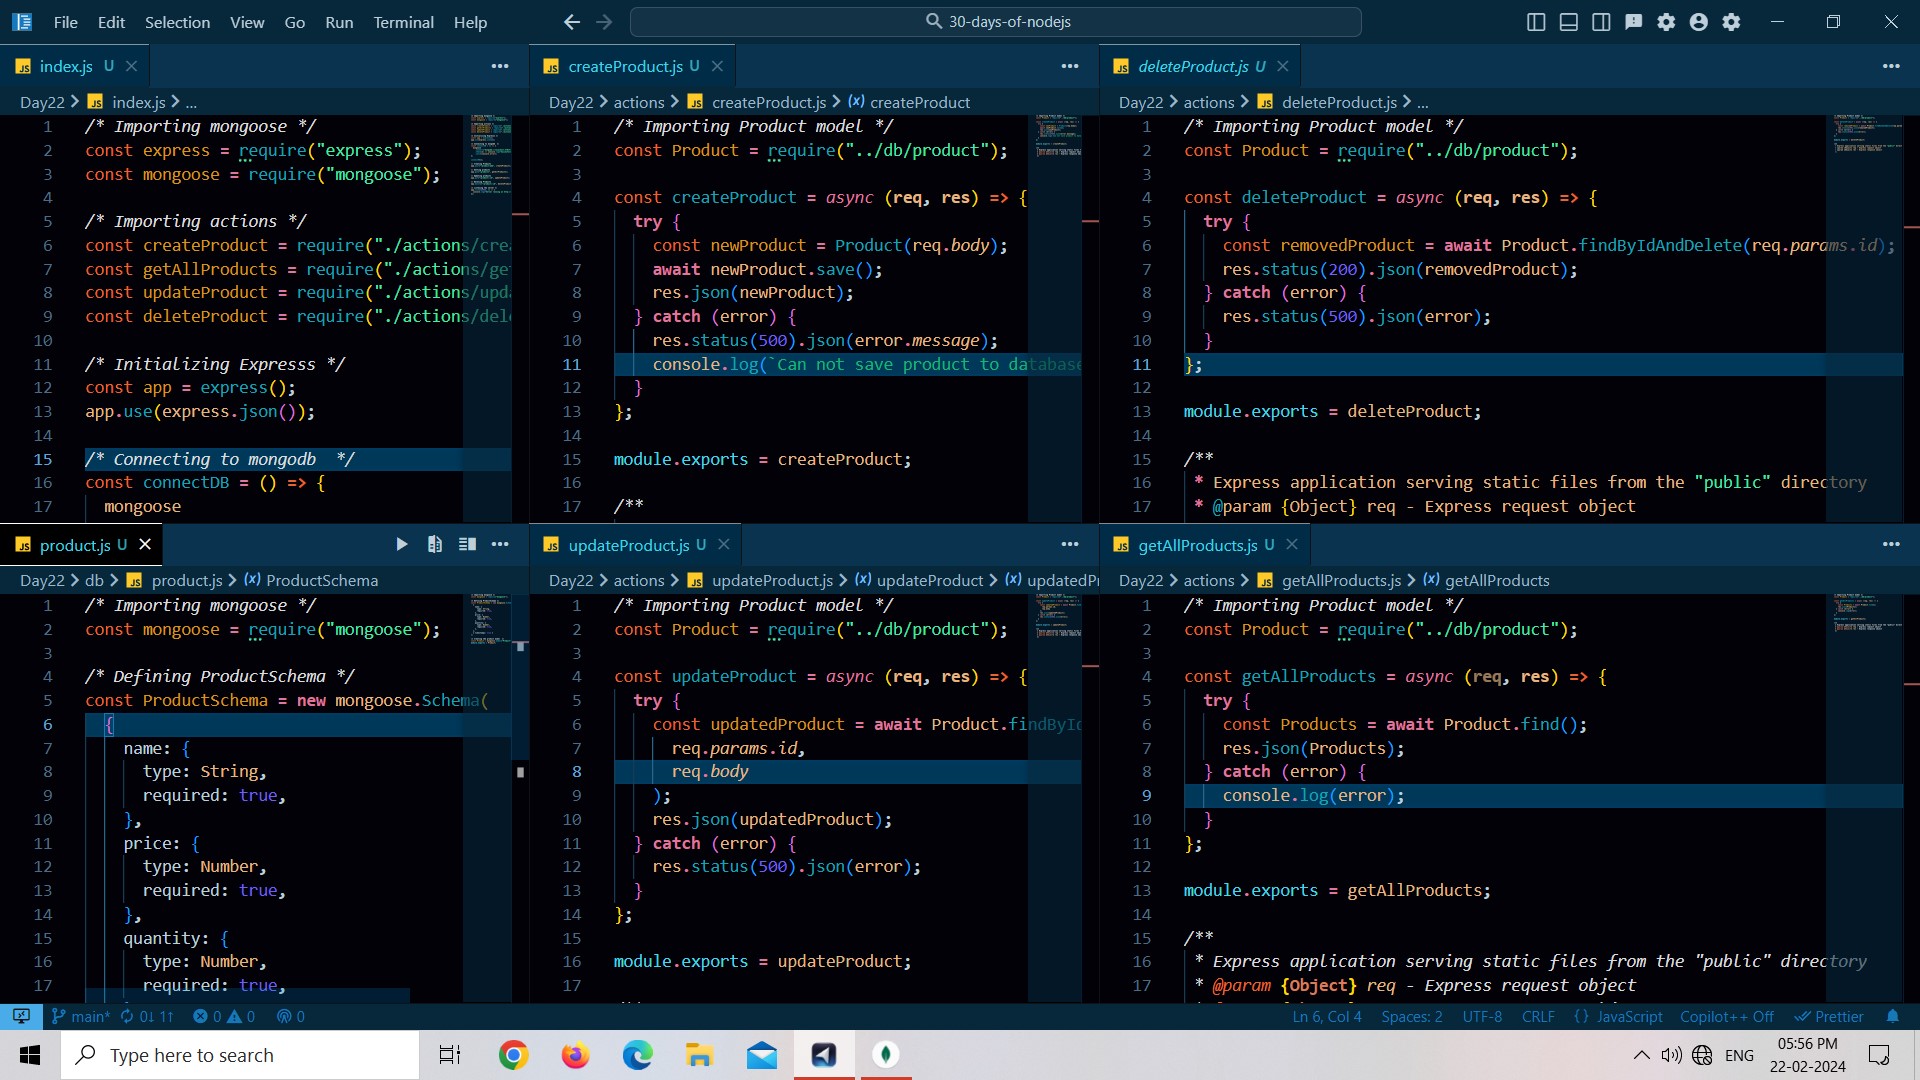 File Edit Selection View Go Run Terminal Help 30-days-of-nodejs
index.js U
Day22 > index.js > ...
1 /* Importing mongoose */
2 const express = require("express");
3 const mongoose = require("mongoose");
4
5 /* Importing actions */
6 const createProduct = require("./actions/cre
7 const getAllProducts = require("./actions/ge
8 const updateProduct = require("./actions/upd
9 const deleteProduct = require("./actions/del
10
11 /* Initializing Expresss */
12 const app = express();
13 app.use(express.json());
14
15 /* Connecting to mongodb  */
16 const connectDB = () => {
17 mongoose
createProduct.js U
Day22 > actions > createProduct.js > createProduct
1 /* Importing Product model */
2 const Product = require("../db/product");
3
4 const createProduct = async (req, res) => {
5 try {
6 const newProduct = Product(req.body);
7 await newProduct.save();
8 res.json(newProduct);
9 } catch (error) {
10 res.status(500).json(error.message);
11 console.log(`Can not save product to database
12 }
13 };
14
15 module.exports = createProduct;
16
17 /**
deleteProduct.js U
Day22 > actions > deleteProduct.js > ...
1 /* Importing Product model */
2 const Product = require("../db/product");
3
4 const deleteProduct = async (req, res) => {
5 try {
6 const removedProduct = await Product.findByIdAndDelete(req.params.id);
7 res.status(200).json(removedProduct);
8 } catch (error) {
9 res.status(500).json(error);
10 }
11 };
12
13 module.exports = deleteProduct;
14
15 /**
16 * Express application serving static files from the "public" directory
17 * @param {Object} req - Express request object
product.js U
Day22 > db > product.js > ProductSchema
1 /* Importing mongoose */
2 const mongoose = require("mongoose");
3
4 /* Defining ProductSchema */
5 const ProductSchema = new mongoose.Schema(
6 {
7 name: {
8 type: String,
9 required: true,
10 },
11 price: {
12 type: Number,
13 required: true,
14 },
15 quantity: {
16 type: Number,
17 required: true,
updateProduct.js U
Day22 > actions > updateProduct.js > updateProduct > updatedP
1 /* Importing Product model */
2 const Product = require("../db/product");
3
4 const updateProduct = async (req, res) => {
5 try {
6 const updatedProduct = await Product.findById
7 req.params.id,
8 req.body
9 );
10 res.json(updatedProduct);
11 } catch (error) {
12 res.status(500).json(error);
13 }
14 };
15
16 module.exports = updateProduct;
17
getAllProducts.js U
Day22 > actions > getAllProducts.js > getAllProducts
1 /* Importing Product model */
2 const Product = require("../db/product");
3
4 const getAllProducts = async (req, res) => {
5 try {
6 const Products = await Product.find();
7 res.json(Products);
8 } catch (error) {
9 console.log(error);
10 }
11 };
12
13 module.exports = getAllProducts;
14
15 /**
16 * Express application serving static files from the "public" directory
17 * @param {Object} req - Express request object
main* 0↓ 1↑ 0 0 0 Ln 6, Col 4 Spaces: 2 UTF-8 CRLF {} JavaScript Copilot++ Off Prettier
Type here to search ENG 05:56 PM
22-02-2024